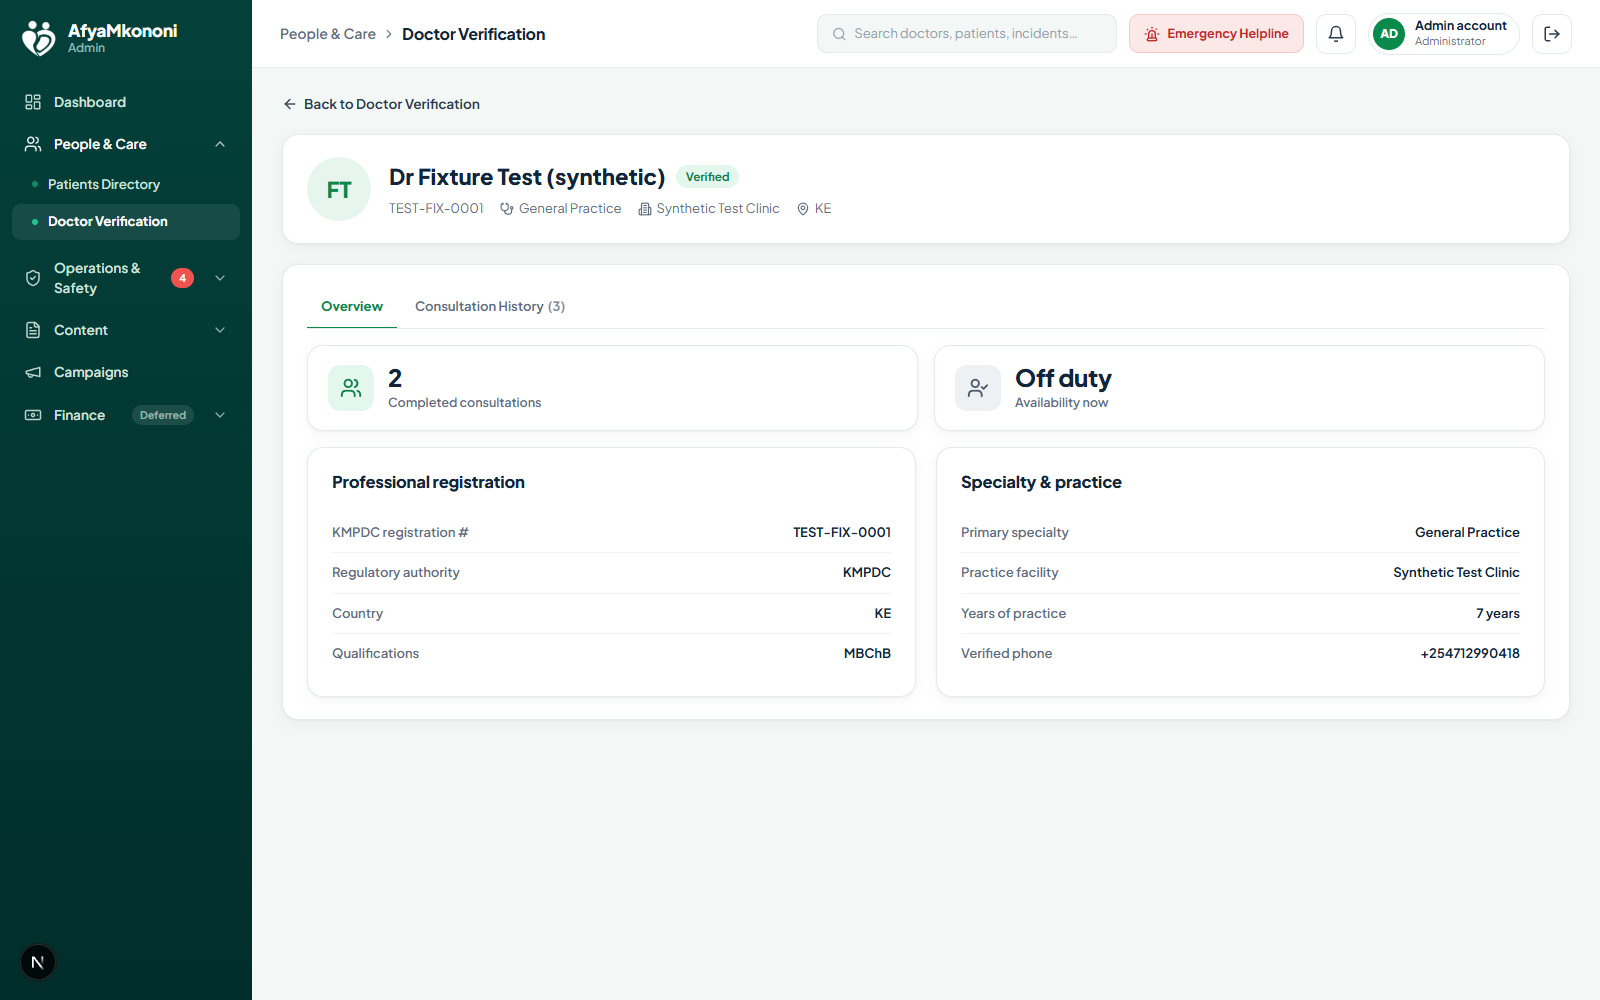 AfyaMkononi
Admin
Dashboard
People & Care
Patients Directory
Doctor Verification
Operations &
Safety
4
Content
Campaigns
Finance
Deferred
N
People & Care > Doctor Verification
Search doctors, patients, incidents...
Emergency Helpline
AD
Admin account
Administrator
Back to Doctor Verification
FT
Dr Fixture Test (synthetic)
Verified
TEST-FIX-0001
General Practice
Synthetic Test Clinic
KE
Overview
Consultation History (3)
2
Completed consultations
Off duty
Availability now
Professional registration
KMPDC registration #
TEST-FIX-0001
Regulatory authority
KMPDC
Country
KE
Qualifications
MBChB
Specialty & practice
Primary specialty
General Practice
Practice facility
Synthetic Test Clinic
Years of practice
7 years
Verified phone
+254712990418